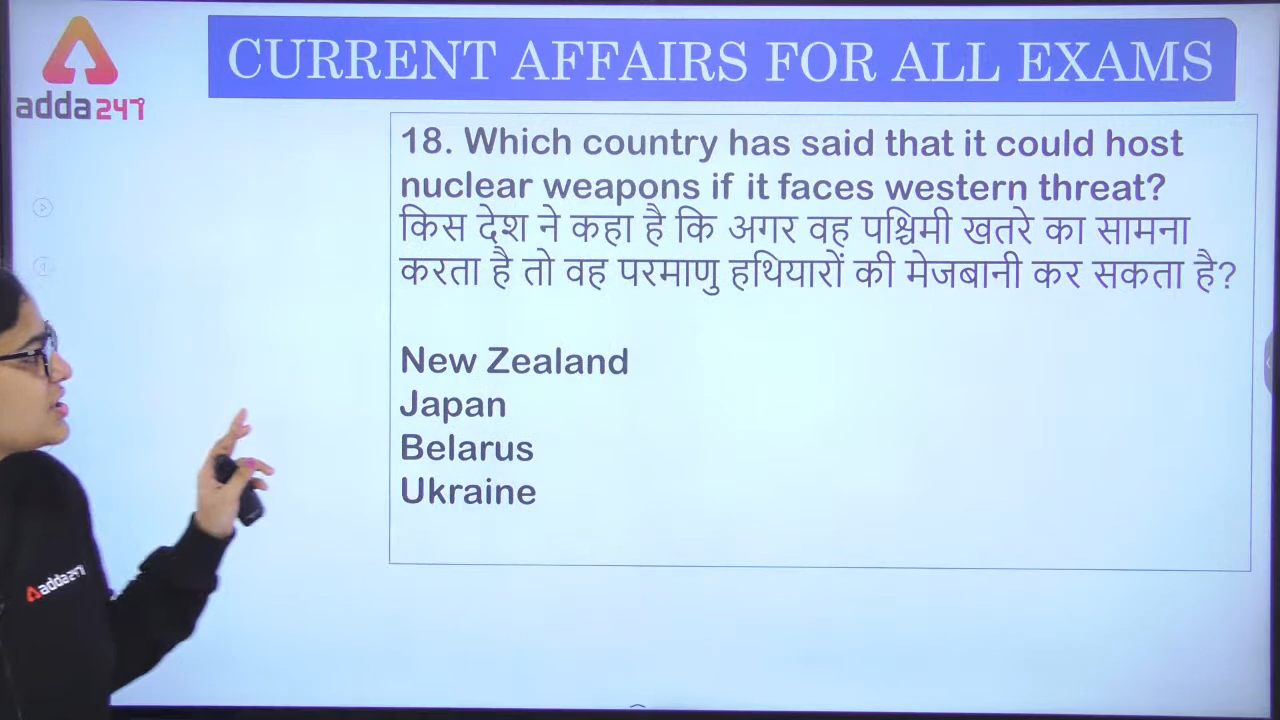 adda247
CURRENT AFFAIRS FOR ALL EXAMS
18. Which country has said that it could host
nuclear weapons if it faces western threat?
किस देश ने कहा है कि अगर वह पश्चिमी खतरे का सामना
करता है तो वह परमाणु हथियारों की मेजबानी कर सकता है?
New Zealand
Japan
Belarus
Ukraine
adda247